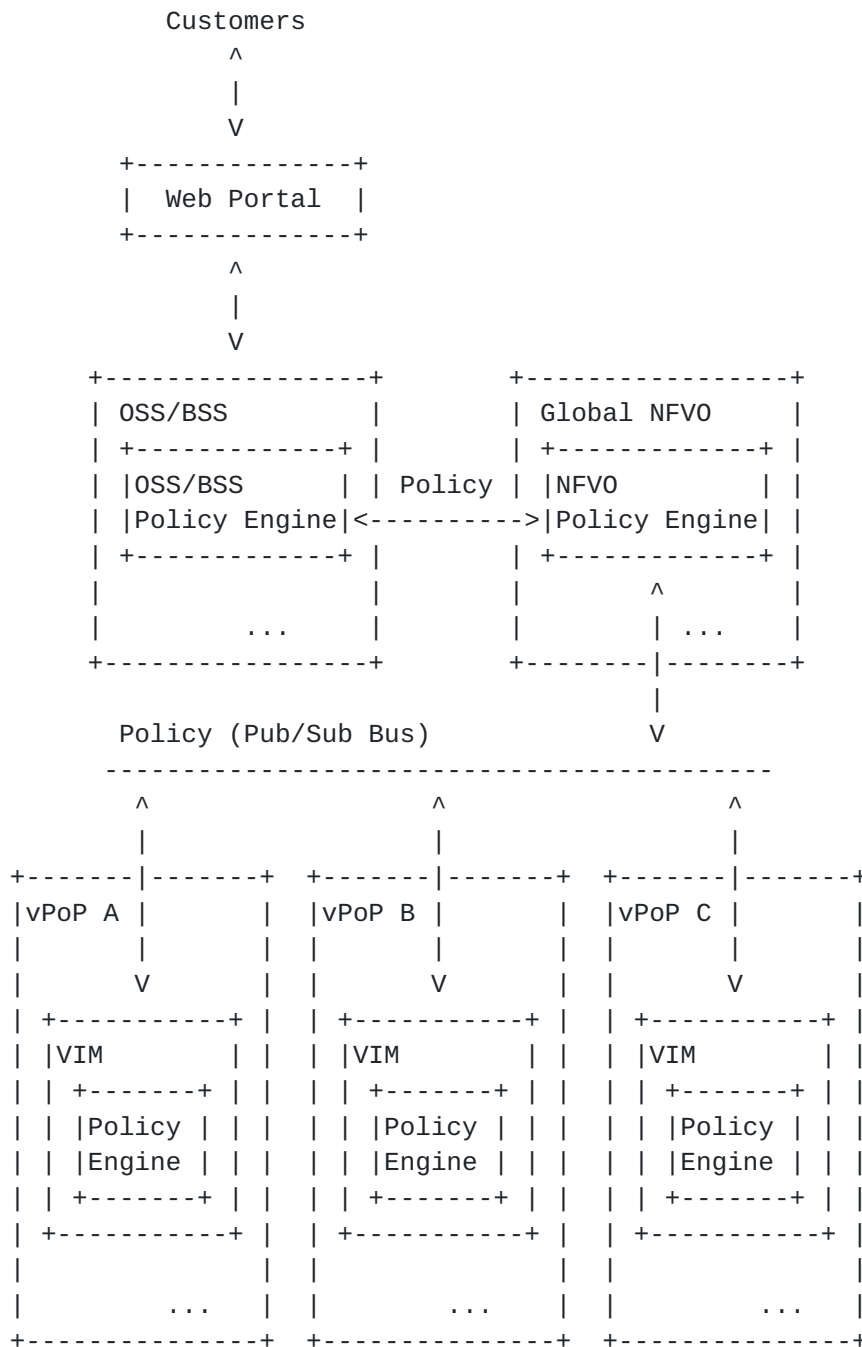 Customers
Web Portal
OSS/BSS Global NFVO
OSS/BSS Policy NFVO
Policy Engine Policy Engine
... ...
Policy (Pub/Sub Bus)
vPoP A vPoP B vPoP C
VIM VIM VIM
Policy Policy Policy
Engine Engine Engine
... ... ...